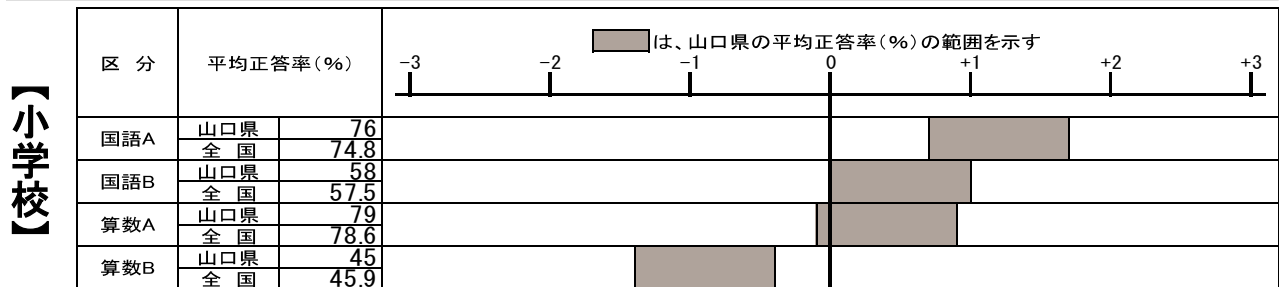 【小学校】
区 分
平均正答率(%)
は、山口県の平均正答率(%)の範囲を示す
−3 −2 −1 0 +1 +2 +3
国語A
山口県 76
全 国 74.8
国語B
山口県 58
全 国 57.5
算数A
山口県 79
全 国 78.6
算数B
山口県 45
全 国 45.9